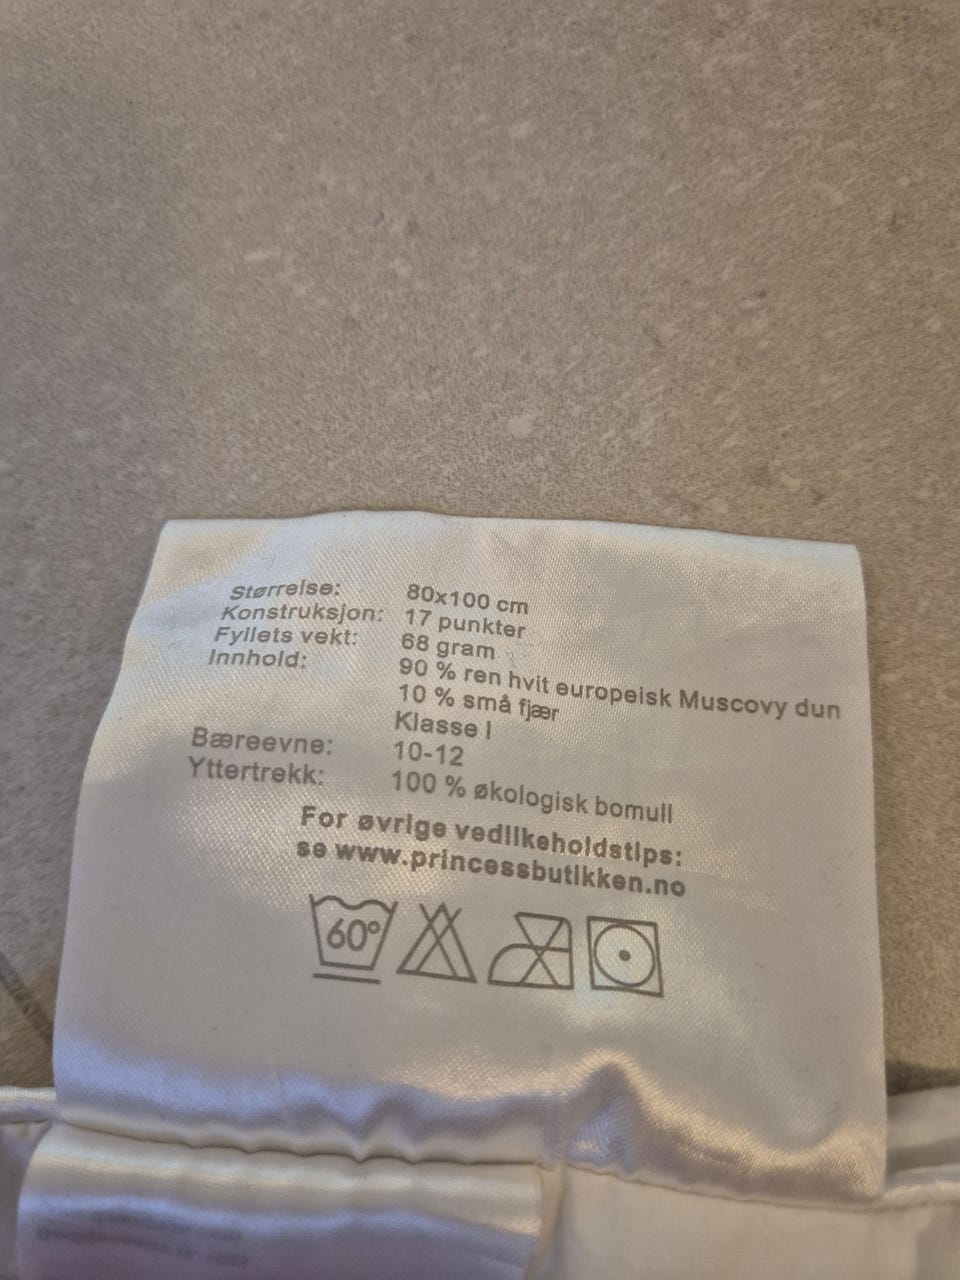 Størrelse: 80x100 cm
Konstruksjon: 17 punkter
Fyllets vekt: 68 gram
Innhold: 90 % ren hvit europeisk Muscovy dun
10 % små fjær
Klasse I
Bæreevne: 10-12
Yttertrekk: 100 % økologisk bomull
For øvrige vedlikeholdstips:
se www.princessbutikken.no
60°